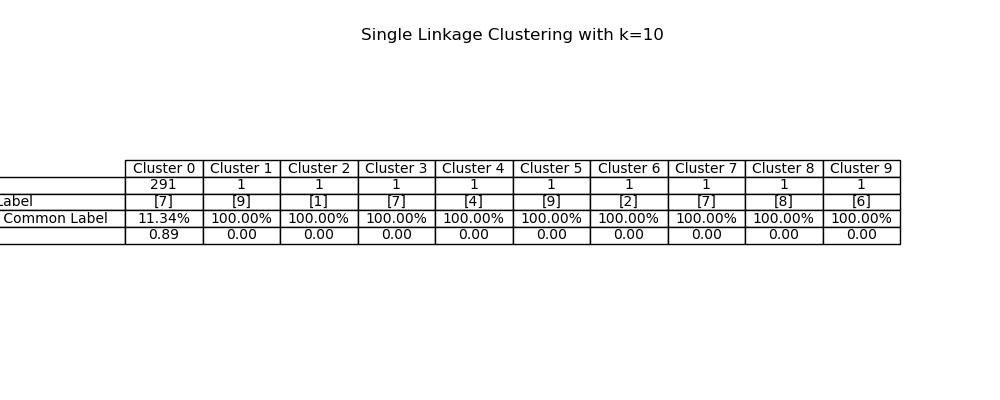 Single Linkage Clustering with k=10
Cluster 0 Cluster 1 Cluster 2 Cluster 3 Cluster 4 Cluster 5 Cluster 6 Cluster 7 Cluster 8 Cluster 9
291 1 1 1 1 1 1 1 1 1
Label [7] [9] [1] [7] [4] [9] [2] [7] [8] [6]
Common Label 11.34% 100.00% 100.00% 100.00% 100.00% 100.00% 100.00% 100.00% 100.00% 100.00%
0.89 0.00 0.00 0.00 0.00 0.00 0.00 0.00 0.00 0.00